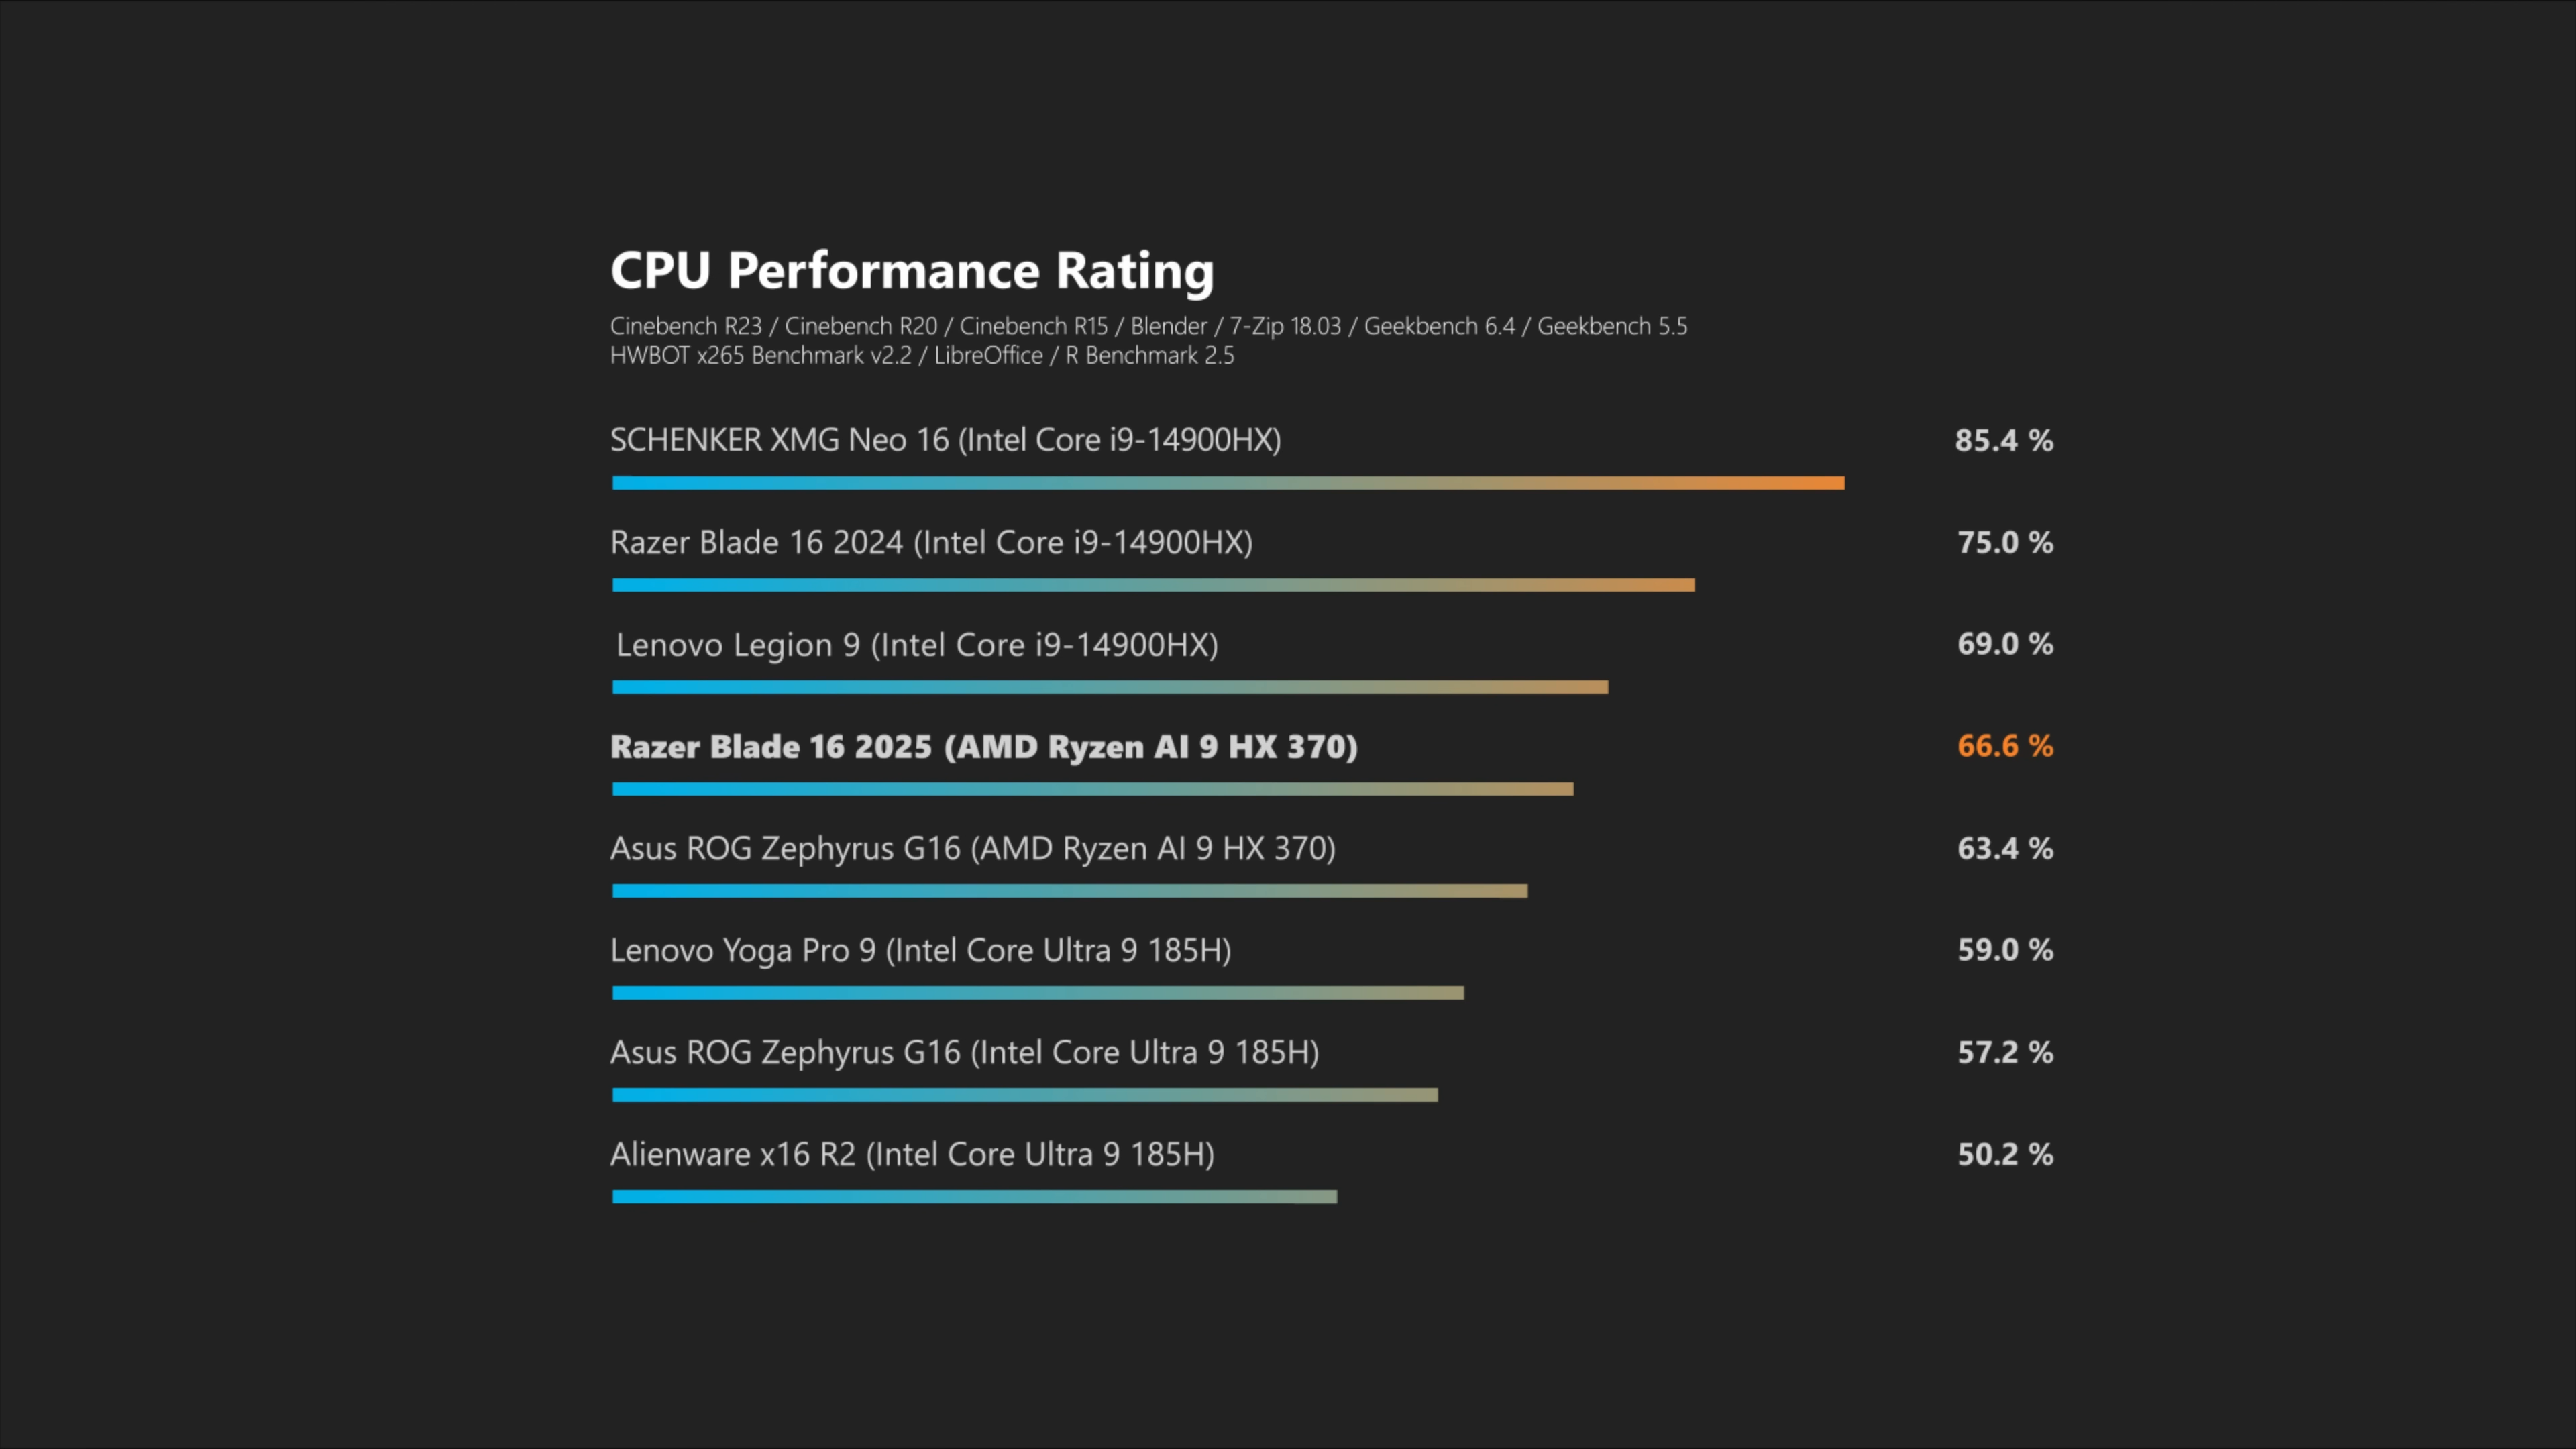 CPU Performance Rating
Cinebench R23 / Cinebench R20 / Cinebench R15 / Blender / 7-Zip 18.03 / Geekbench 6.4 / Geekbench 5.5
HWBOT x265 Benchmark v2.2 / LibreOffice / R Benchmark 2.5
SCHENKER XMG Neo 16 (Intel Core i9-14900HX) 85.4 %
Razer Blade 16 2024 (Intel Core i9-14900HX) 75.0 %
Lenovo Legion 9 (Intel Core i9-14900HX) 69.0 %
Razer Blade 16 2025 (AMD Ryzen AI 9 HX 370) 66.6 %
Asus ROG Zephyrus G16 (AMD Ryzen AI 9 HX 370) 63.4 %
Lenovo Yoga Pro 9 (Intel Core Ultra 9 185H) 59.0 %
Asus ROG Zephyrus G16 (Intel Core Ultra 9 185H) 57.2 %
Alienware x16 R2 (Intel Core Ultra 9 185H) 50.2 %